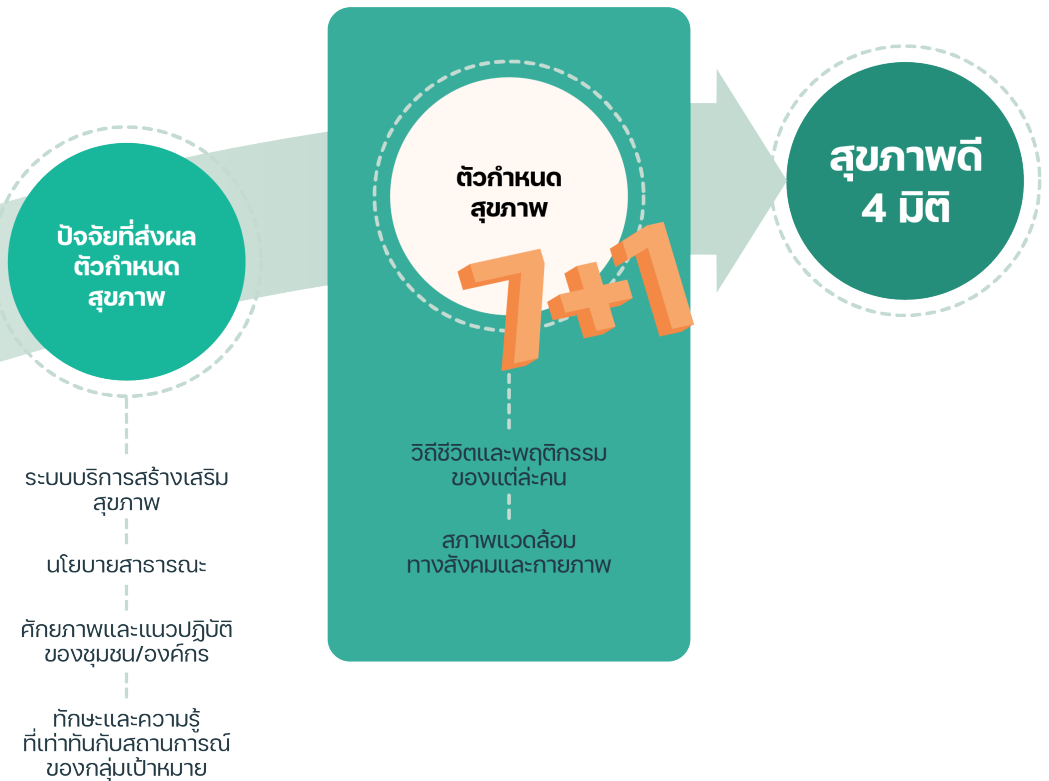 ปัจจัยที่ส่งผล
ตัวกำหนด
สุขภาพ
ระบบบริการสร้างเสริม
สุขภาพ
นโยบายสาธารณะ
ศักยภาพและแนวปฏิบัติ
ของชุมชน/องค์กร
ทักษะและความรู้
ที่เท่าทันกับสถานการณ์
ของกลุ่มเป้าหมาย
ตัวกำหนด
สุขภาพ
7+1
วิถีชีวิตและพฤติกรรม
ของแต่ล่ะคน
สภาพแวดล้อม
ทางสังคมและกายภาพ
สุขภาพดี
4 มิติ